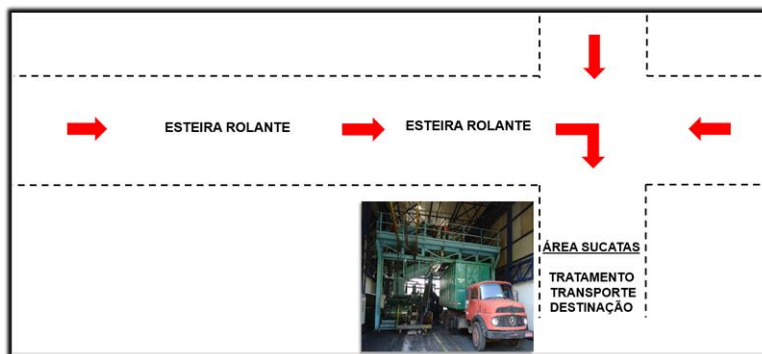 ESTEIRA ROLANTE
ESTEIRA ROLANTE
ÁREA SUCATAS
TRATAMENTO
TRANSPORTE
DESTINAÇÃO